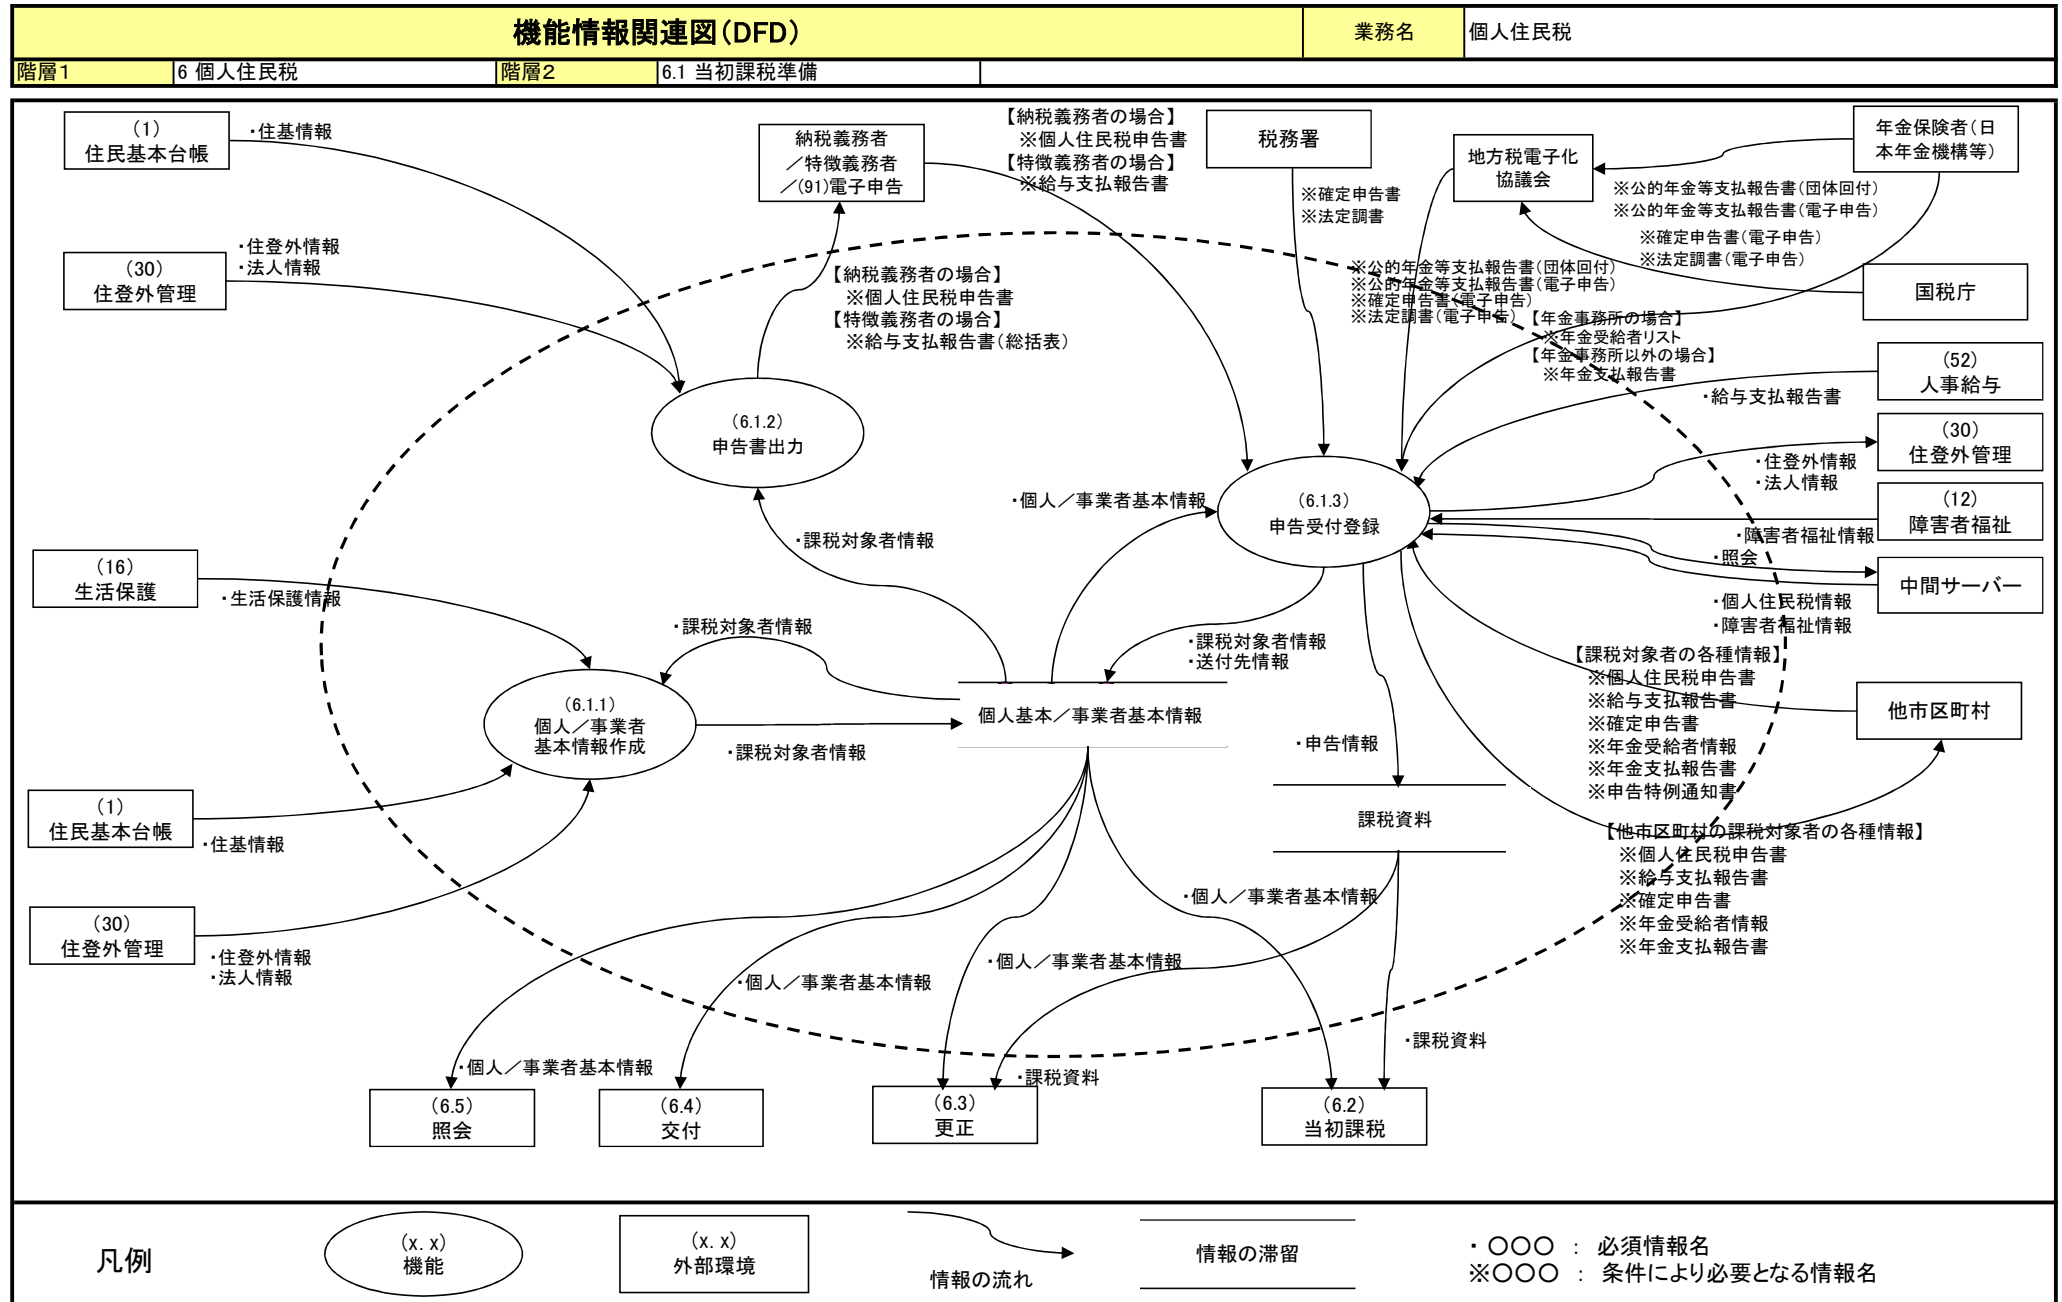 機能情報関連図(DFD)
業務名
個人住民税
階層1
6 個人住民税
階層2
6.1 当初課税準備
(1)
住民基本台帳
・住基情報
納税義務者
／特徴義務者
／(91)電子申告
【納税義務者の場合】
※個人住民税申告書
【特徴義務者の場合】
※給与支払報告書
税務署
※確定申告書
※法定調書
地方税電子化
協議会
年金保険者(日
本年金機構等)
※公的年金等支払報告書(団体回付)
※公的年金等支払報告書(電子申告)
※確定申告書(電子申告)
※法定調書(電子申告)
国税庁
(30)
住登外管理
・住登外情報
・法人情報
【納税義務者の場合】
※個人住民税申告書
【特徴義務者の場合】
※給与支払報告書(総括表)
※公的年金等支払報告書(団体回付)
※公的年金等支払報告書(電子申告)
※確定申告書(電子申告)
※法定調書(電子申告)
【年金事務所の場合】
※年金受給者リスト
【年金事務所以外の場合】
※年金支払報告書
(52)
人事給与
・給与支払報告書
(6.1.2)
申告書出力
(30)
住登外管理
・住登外情報
・法人情報
(6.1.3)
申告受付登録
・個人／事業者基本情報
(12)
障害者福祉
・障害者福祉情報
・照会
中間サーバー
・個人住民税情報
・障害者福祉情報
・課税対象者情報
(16)
生活保護
・生活保護情報
・課税対象者情報
・課税対象者情報
・送付先情報
【課税対象者の各種情報】
※個人住民税申告書
※給与支払報告書
※確定申告書
※年金受給者情報
※年金支払報告書
※申告特例通知書
他市区町村
(6.1.1)
個人／事業者
基本情報作成
・課税対象者情報
個人基本／事業者基本情報
・申告情報
課税資料
(1)
住民基本台帳
・住基情報
【他市区町村の課税対象者の各種情報】
※個人住民税申告書
※給与支払報告書
※確定申告書
※年金受給者情報
※年金支払報告書
(30)
住登外管理
・住登外情報
・法人情報
・個人／事業者基本情報
・個人／事業者基本情報
・個人／事業者基本情報
・個人／事業者基本情報
・課税資料
・課税資料
(6.5)
照会
(6.4)
交付
(6.3)
更正
(6.2)
当初課税
凡例
(x. x)
機能
(x. x)
外部環境
情報の流れ
情報の滞留
・ 〇〇〇 ： 必須情報名
※〇〇〇 ： 条件により必要となる情報名